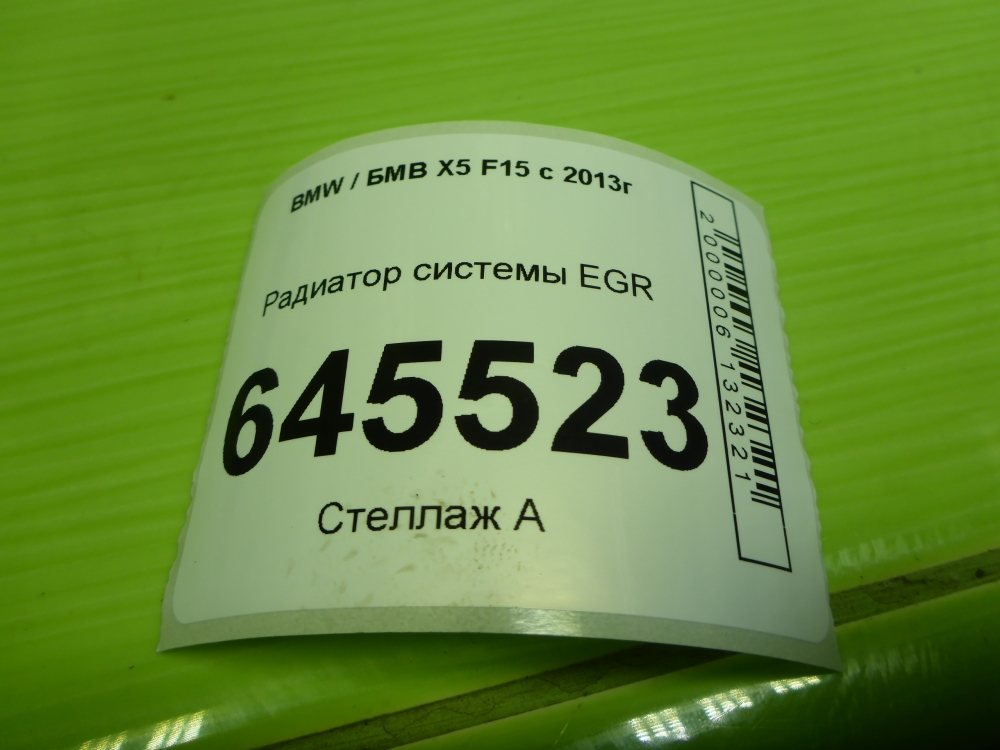 BMW / БМВ X5 F15 с 2013г
Радиатор системы EGR
645523
Стеллаж А
2000006132321